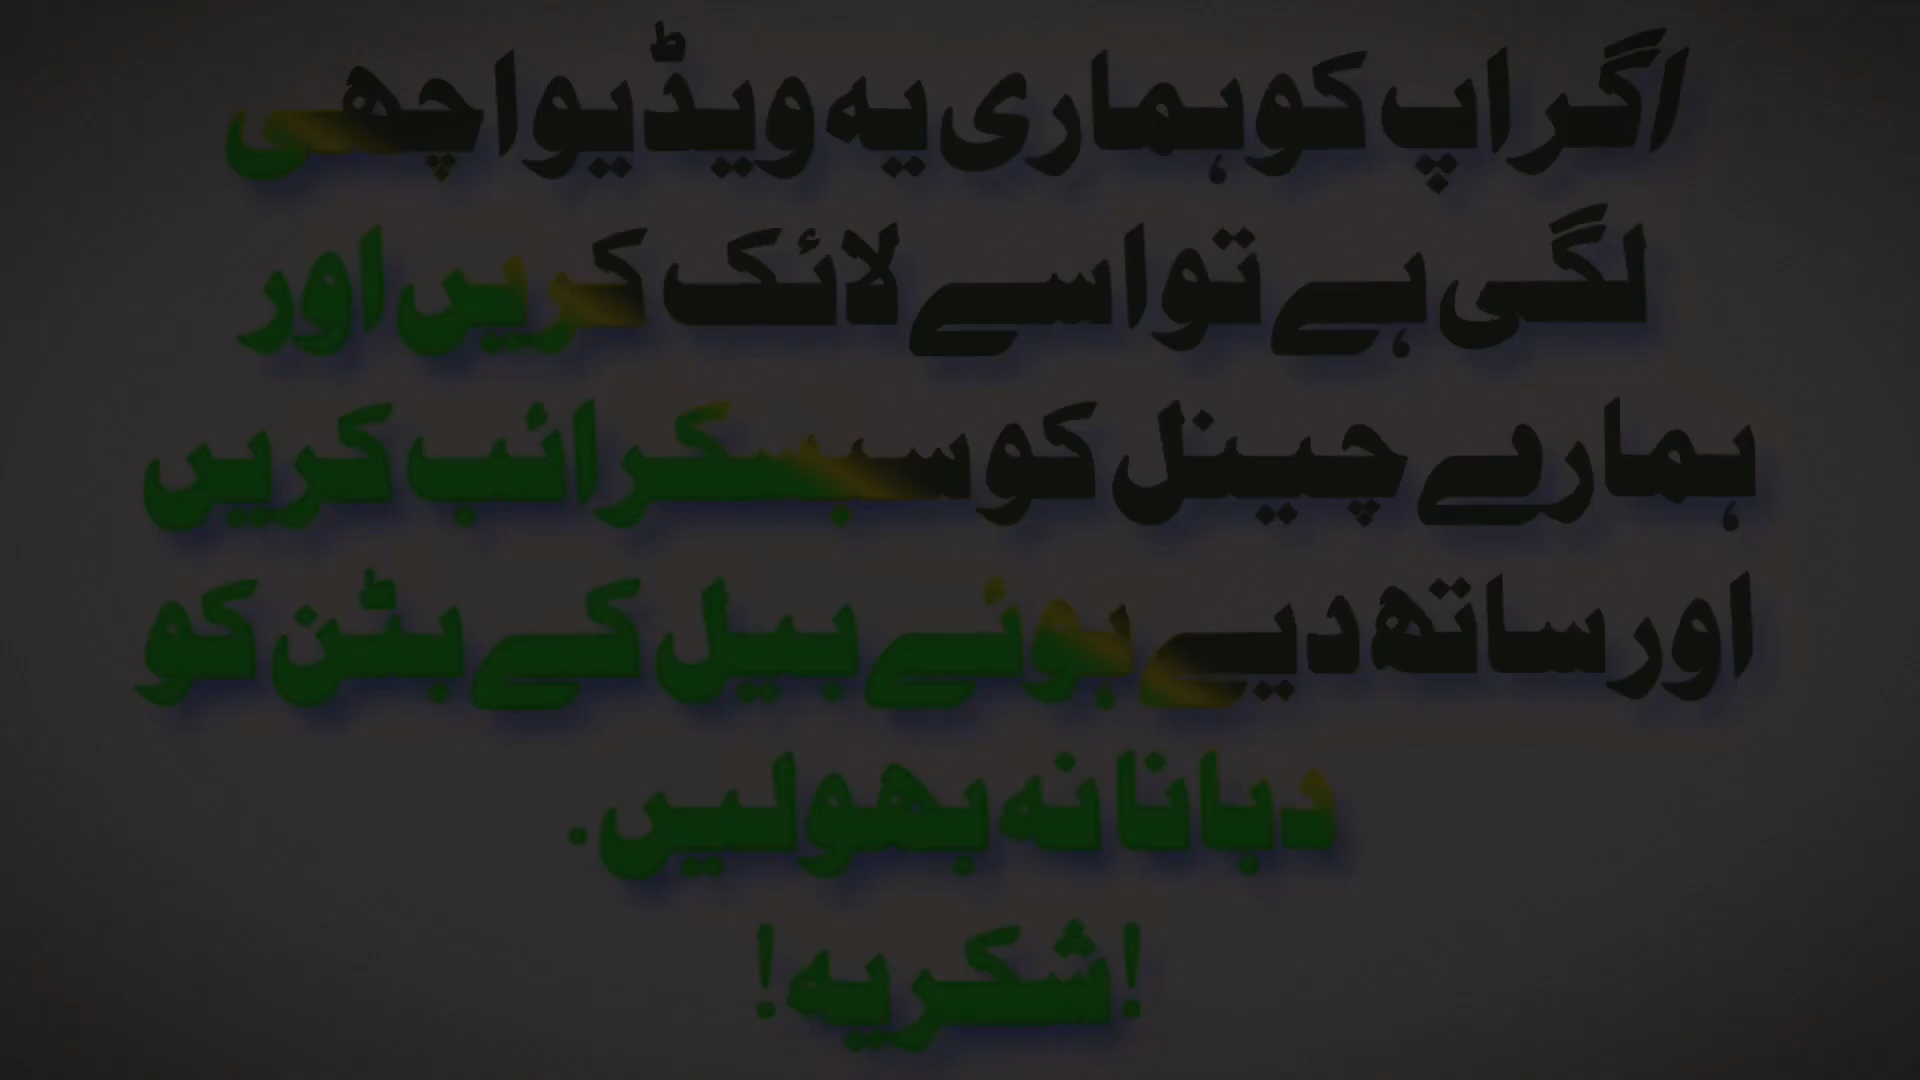 اگر اپ کو ہماری یہ ویڈیو اچھی
لگی ہے تو اسے لائک کریں اور
ہمارے چینل کو سبسکرائب کریں
اور ساتھ دیے ہوئے بیل کے بٹن کو
دبانا نہ بھولیں.
!شکریہ!